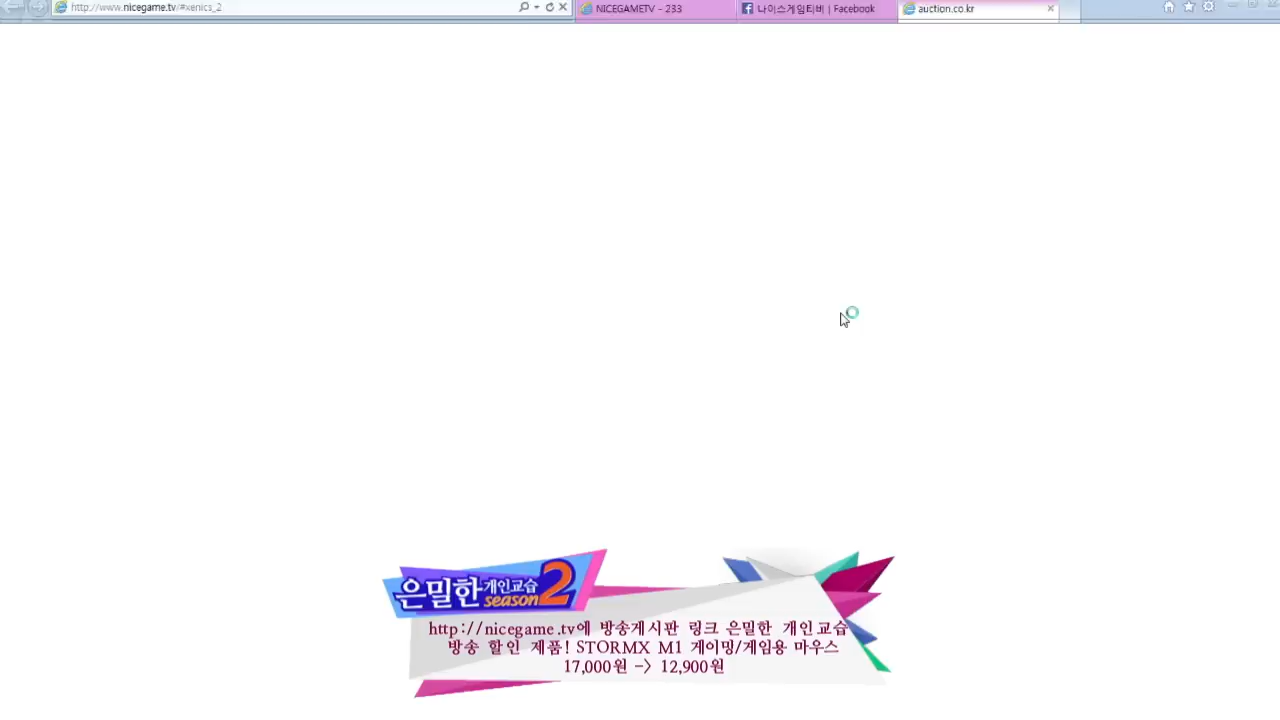 http://www.nicegame.tv/#xenics_2
NICEGAMETV - 233
나이스게임티비 | Facebook
auction.co.kr
은밀한 개인교습 season2
http://nicegame.tv에 방송게시판 링크 은밀한 개인교습
방송 할인 제품! STORMX M1 게이밍/게임용 마우스
17,000원 -> 12,900원